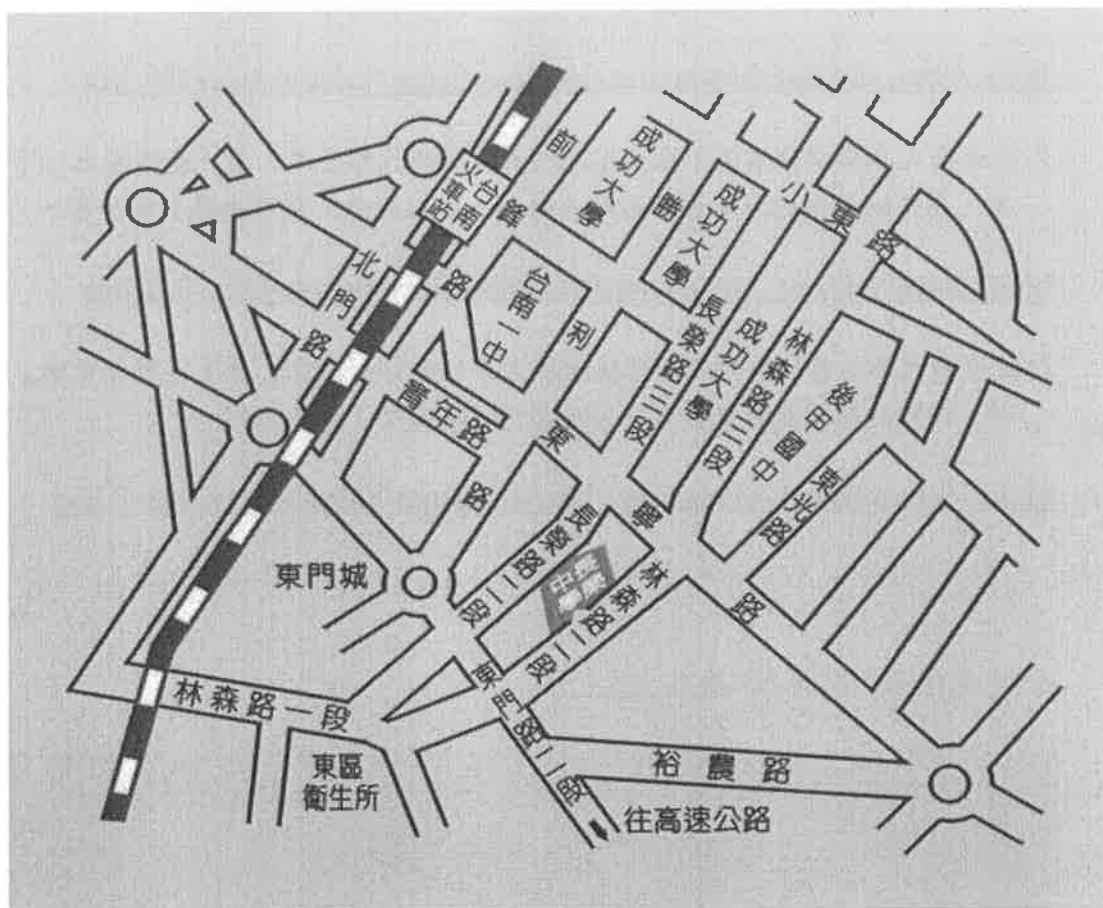 台南
火車站
前鋒路
成功大學
勝利路
成功大學
小東路
北門路
台南一中
長榮路三段
成功大學
林森路三段
後甲國中
東光路
青年路
東寧路
長榮路二段
長榮
中學
林森路二段
東門城
東門路二段
林森路一段
東區
衛生所
裕農路
往高速公路